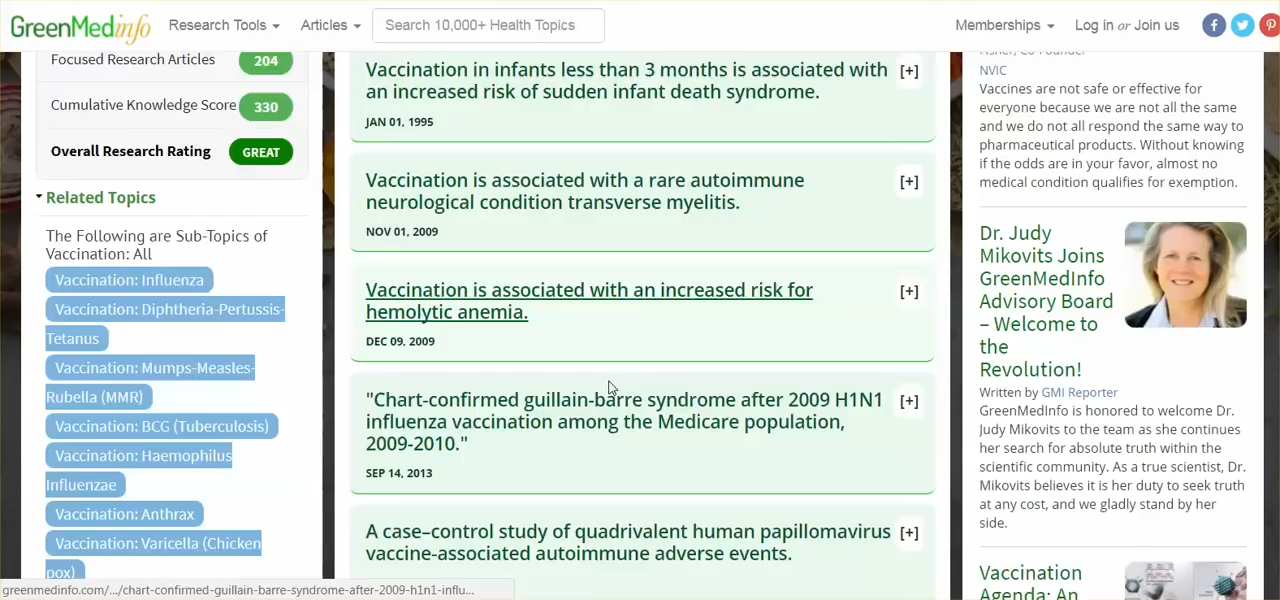 GreenMedinfo
Research Tools
Articles
Search 10,000+ Health Topics
Memberships
Log in or Join us
Focused Research Articles 204
Cumulative Knowledge Score 330
Overall Research Rating GREAT
Related Topics
The Following are Sub-Topics of
Vaccination: All
Vaccination: Influenza
Vaccination: Diphtheria-Pertussis-
Tetanus
Vaccination: Mumps-Measles-
Rubella (MMR)
Vaccination: BCG (Tuberculosis)
Vaccination: Haemophilus
Influenzae
Vaccination: Anthrax
Vaccination: Varicella (Chicken
pox)
Vaccination in infants less than 3 months is associated with [+]
an increased risk of sudden infant death syndrome.
JAN 01, 1995
Vaccination is associated with a rare autoimmune [+]
neurological condition transverse myelitis.
NOV 01, 2009
Vaccination is associated with an increased risk for [+]
hemolytic anemia.
DEC 09, 2009
"Chart-confirmed guillain-barre syndrome after 2009 H1N1 [+]
influenza vaccination among the Medicare population,
2009-2010."
SEP 14, 2013
A case–control study of quadrivalent human papillomavirus [+]
vaccine-associated autoimmune adverse events.
Fisher, Co-Founder
NVIC
Vaccines are not safe or effective for
everyone because we are not all the same
and we do not all respond the same way to
pharmaceutical products. Without knowing
if the odds are in your favor, almost no
medical condition qualifies for exemption.
Dr. Judy
Mikovits Joins
GreenMedInfo
Advisory Board
– Welcome to
the
Revolution!
Written by GMI Reporter
GreenMedInfo is honored to welcome Dr.
Judy Mikovits to the team as she continues
her search for absolute truth within the
scientific community. As a true scientist, Dr.
Mikovits believes it is her duty to seek truth
at any cost, and we gladly stand by her
side.
Vaccination
Agenda: An
greenmedinfo.com/.../chart-confirmed-guillain-barre-syndrome-after-2009-h1n1-influ...